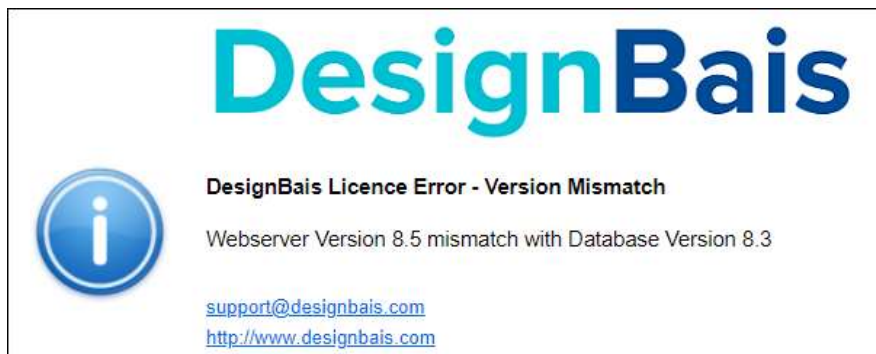 DesignBais
DesignBais Licence Error - Version Mismatch
Webserver Version 8.5 mismatch with Database Version 8.3
support@designbais.com
http://www.designbais.com